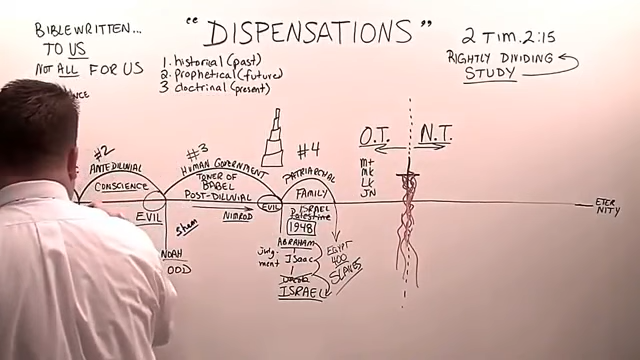 BIBLE WRITTEN...
TO US
NOT ALL FOR US
"DISPENSATIONS"
1. historical (past)
2. Prophetical (future)
3 doctrinal (present)
2 TIM. 2:15
RIGHTLY DIVIDING
STUDY
#2
ANTEDILUVIAL
CONSCIENCE
EVIL
NOAH
#3
HUMAN GOVERNMENT
TOWER OF
BABEL
POST-DILUVIAL
NIMROD
EVIL
Sham
#4
PATRIARCHAL
FAMILY
ISRAEL
Palestine
1948
ABRAHAM
judg-
ment
Isaac
Jacob
ISRAEL
Egypt
400
SLAVES
O.T.
N.T.
mt
mk
LK
JN
ETER
NITY